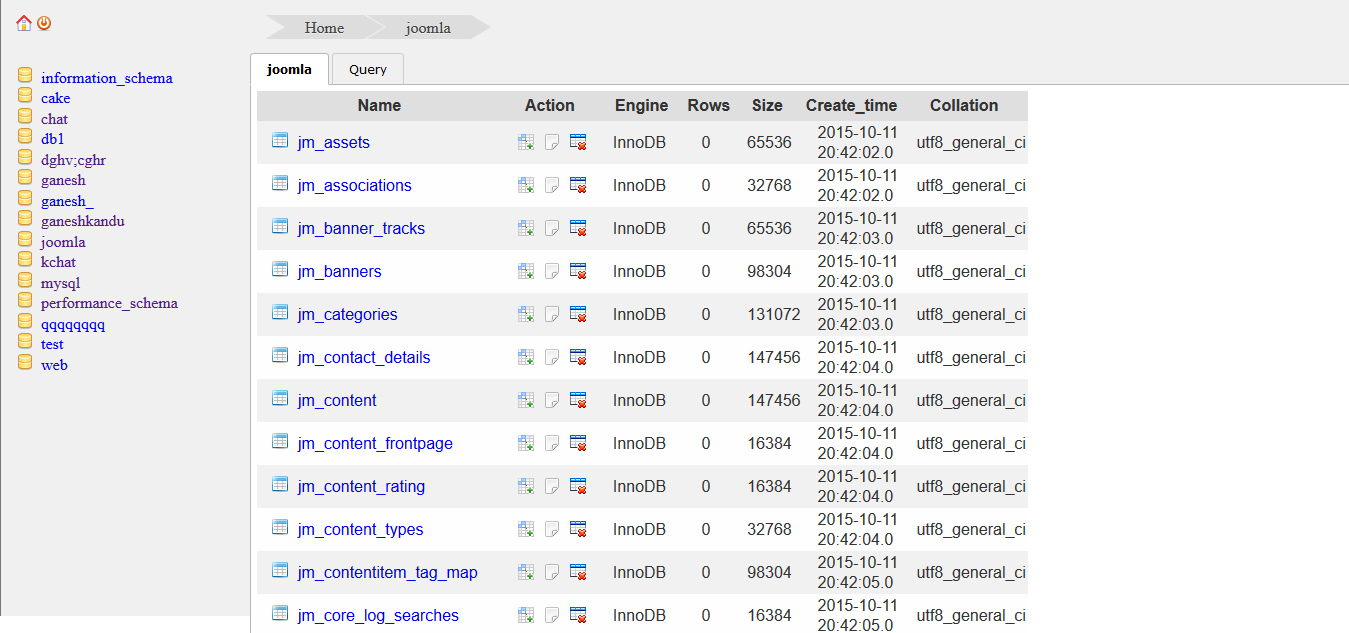 Home joomla
information_schema
cake
chat
db1
dghv;cghr
ganesh
ganesh_
ganeshkandu
joomla
kchat
mysql
performance_schema
qqqqqqqq
test
web
joomla Query
Name Action Engine Rows Size Create_time Collation
jm_assets InnoDB 0 65536 2015-10-11 20:42:02.0 utf8_general_ci
jm_associations InnoDB 0 32768 2015-10-11 20:42:02.0 utf8_general_ci
jm_banner_tracks InnoDB 0 65536 2015-10-11 20:42:03.0 utf8_general_ci
jm_banners InnoDB 0 98304 2015-10-11 20:42:03.0 utf8_general_ci
jm_categories InnoDB 0 131072 2015-10-11 20:42:03.0 utf8_general_ci
jm_contact_details InnoDB 0 147456 2015-10-11 20:42:04.0 utf8_general_ci
jm_content InnoDB 0 147456 2015-10-11 20:42:04.0 utf8_general_ci
jm_content_frontpage InnoDB 0 16384 2015-10-11 20:42:04.0 utf8_general_ci
jm_content_rating InnoDB 0 16384 2015-10-11 20:42:04.0 utf8_general_ci
jm_content_types InnoDB 0 32768 2015-10-11 20:42:04.0 utf8_general_ci
jm_contentitem_tag_map InnoDB 0 98304 2015-10-11 20:42:05.0 utf8_general_ci
jm_core_log_searches InnoDB 0 16384 2015-10-11 20:42:05.0 utf8_general_ci